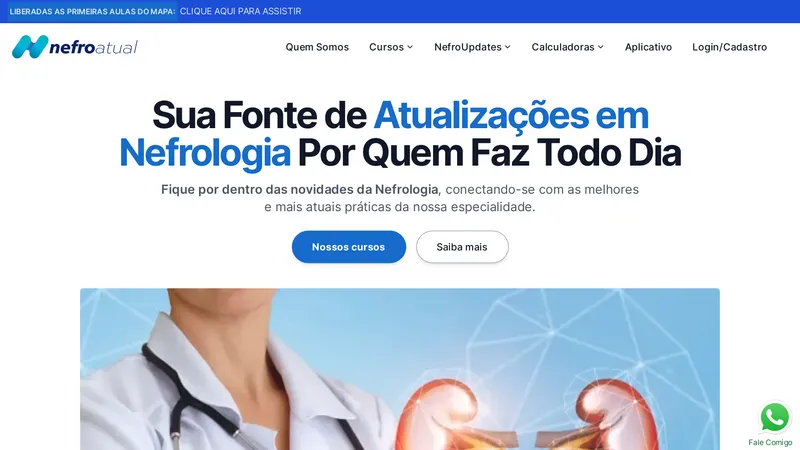 LIBERADAS AS PRIMEIRAS AULAS DO MAPA: CLIQUE AQUI PARA ASSISTIR
nefroatual
Quem Somos Cursos NefroUpdates Calculadoras Aplicativo Login/Cadastro
Sua Fonte de Atualizações em
Nefrologia Por Quem Faz Todo Dia
Fique por dentro das novidades da Nefrologia, conectando-se com as melhores
e mais atuais práticas da nossa especialidade.
Nossos cursos Saiba mais
Fale Comigo